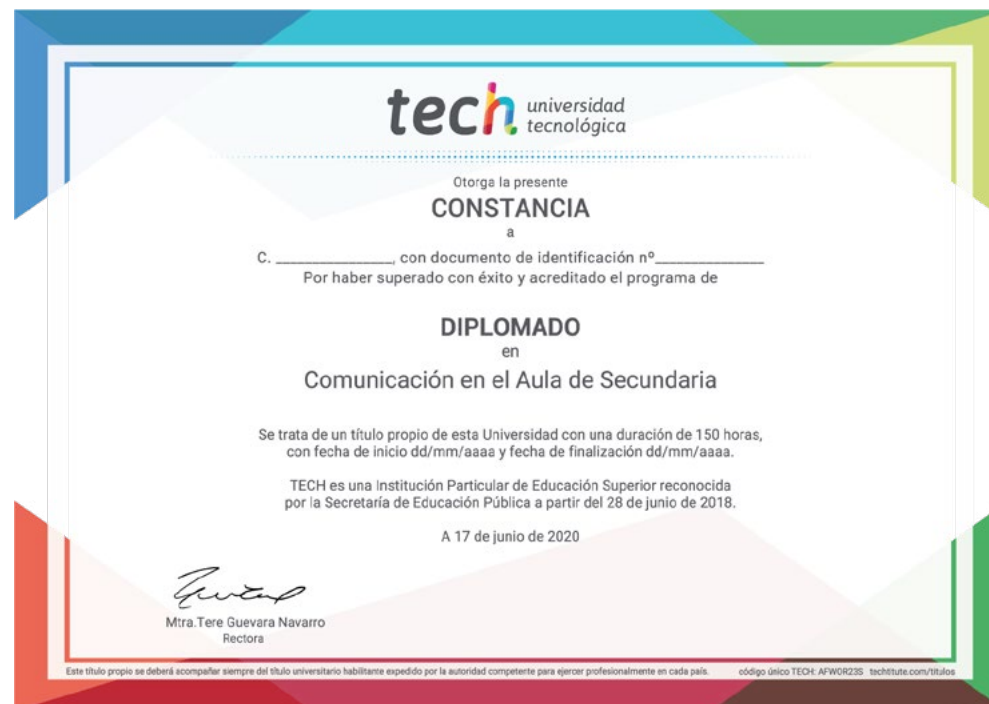 tech universidad
tecnológica
Otorga la presente
CONSTANCIA
a
C. ________________, con documento de identificación nº_______________
Por haber superado con éxito y acreditado el programa de
DIPLOMADO
en
Comunicación en el Aula de Secundaria
Se trata de un título propio de esta Universidad con una duración de 150 horas,
con fecha de inicio dd/mm/aaaa y fecha de finalización dd/mm/aaaa.
TECH es una Institución Particular de Educación Superior reconocida
por la Secretaría de Educación Pública a partir del 28 de junio de 2018.
A 17 de junio de 2020
Mtra.Tere Guevara Navarro
Rectora
Este título propio se deberá acompañar siempre del título universitario habilitante expedido por la autoridad competente para ejercer profesionalmente en cada país. código único TECH: AFWOR23S techtitute.com/titulos